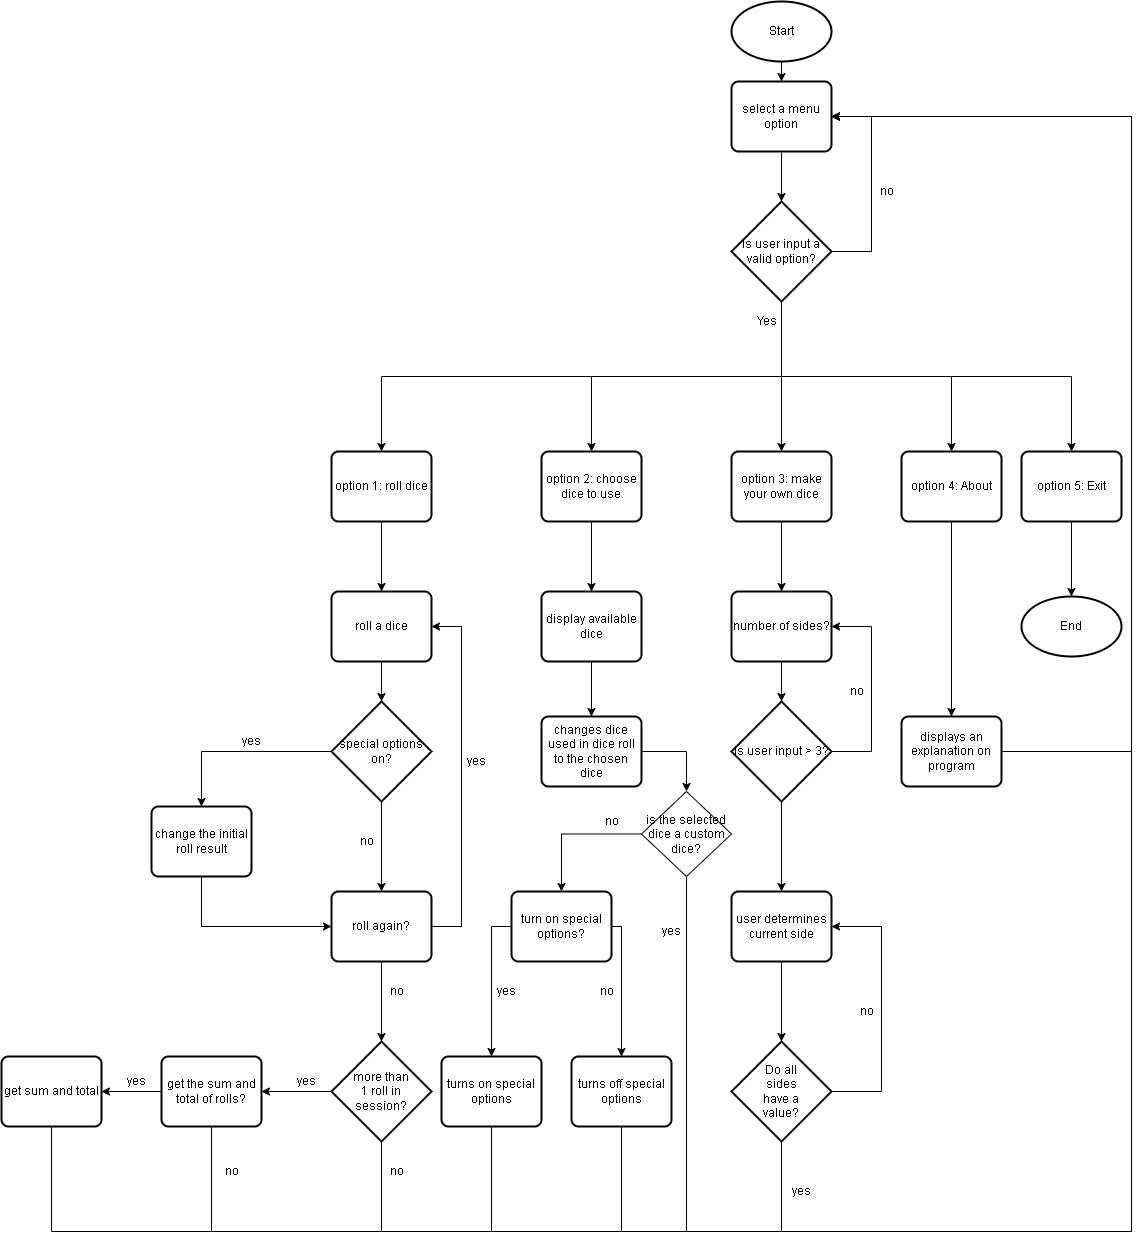 Start
select a menu
option
no
is user input a
valid option?
Yes
option 1: roll dice
option 2: choose
dice to use
option 3: make
your own dice
option 4: About
option 5: Exit
roll a dice
display available
dice
number of sides?
End
no
yes
special options
on?
yes
changes dice
used in dice roll
to the chosen
dice
is user input > 3?
displays an
explanation on
program
change the initial
roll result
no
no
is the selected
dice a custom
dice?
roll again?
turn on special
options?
yes
user determines
current side
no
yes
no
no
get sum and total
yes
get the sum and
total of rolls?
yes
more than
1 roll in
session?
turns on special
options
turns off special
options
Do all
sides
have a
value?
no
no
yes